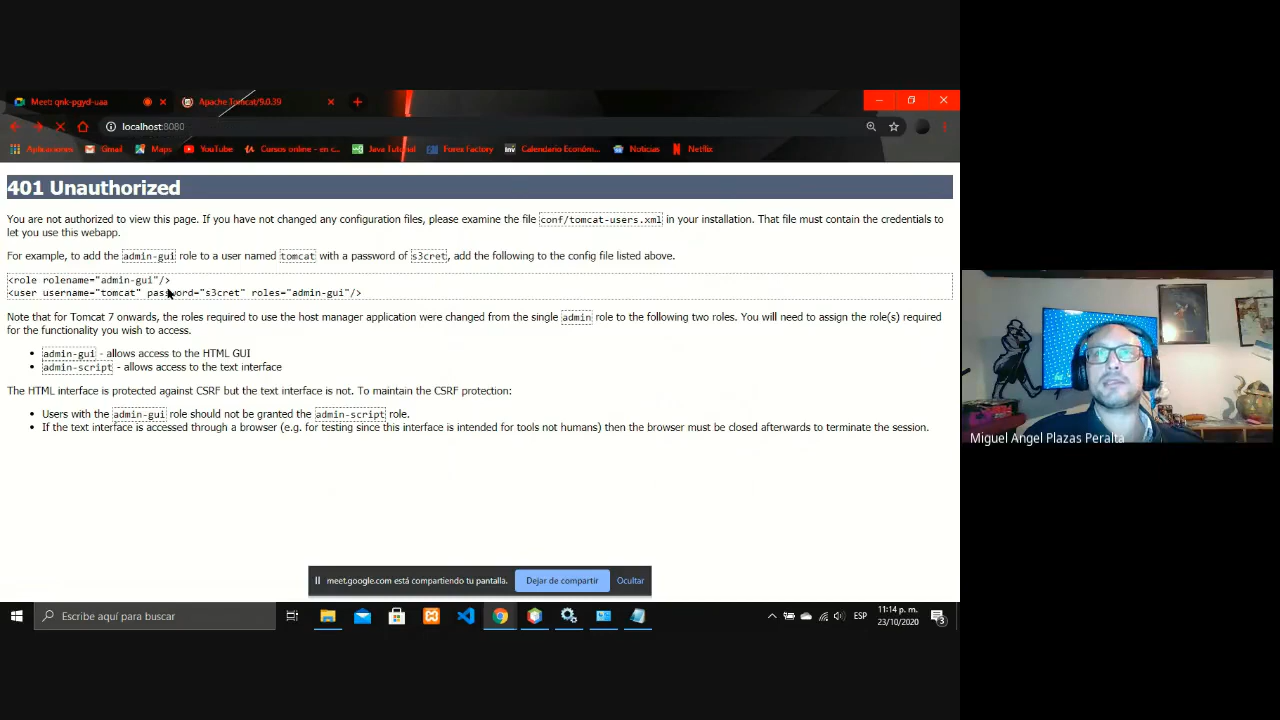 Meet: qnk-pgyd-uaa
Apache Tomcat/9.0.39
localhost:8080
Aplicaciones Gmail Maps YouTube Cursos online - en c... Java Tutorial Forex Factory Calendario Económ... Noticias Netflix
401 Unauthorized
You are not authorized to view this page. If you have not changed any configuration files, please examine the file conf/tomcat-users.xml in your installation. That file must contain the credentials to
let you use this webapp.
For example, to add the admin-gui role to a user named tomcat with a password of s3cret, add the following to the config file listed above.
<role rolename="admin-gui"/>
<user username="tomcat" password="s3cret" roles="admin-gui"/>
Note that for Tomcat 7 onwards, the roles required to use the host manager application were changed from the single admin role to the following two roles. You will need to assign the role(s) required
for the functionality you wish to access.
• admin-gui - allows access to the HTML GUI
• admin-script - allows access to the text interface
The HTML interface is protected against CSRF but the text interface is not. To maintain the CSRF protection:
• Users with the admin-gui role should not be granted the admin-script role.
• If the text interface is accessed through a browser (e.g. for testing since this interface is intended for tools not humans) then the browser must be closed afterwards to terminate the session.
Miguel Angel Plazas Peralta
meet.google.com está compartiendo tu pantalla. Dejar de compartir Ocultar
Escribe aquí para buscar
ESP
11:14 p. m.
23/10/2020
3